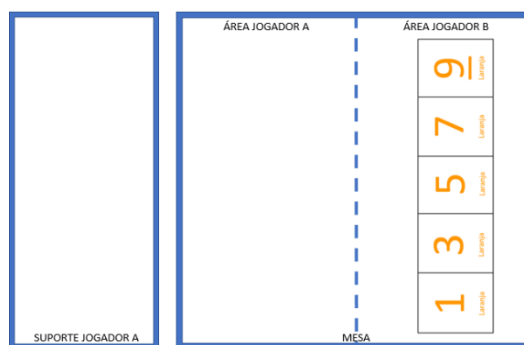 ÁREA JOGADOR A
ÁREA JOGADOR B
9
Laranja
7
Laranja
5
Laranja
3
Laranja
1
Laranja
SUPORTE JOGADOR A
MESA